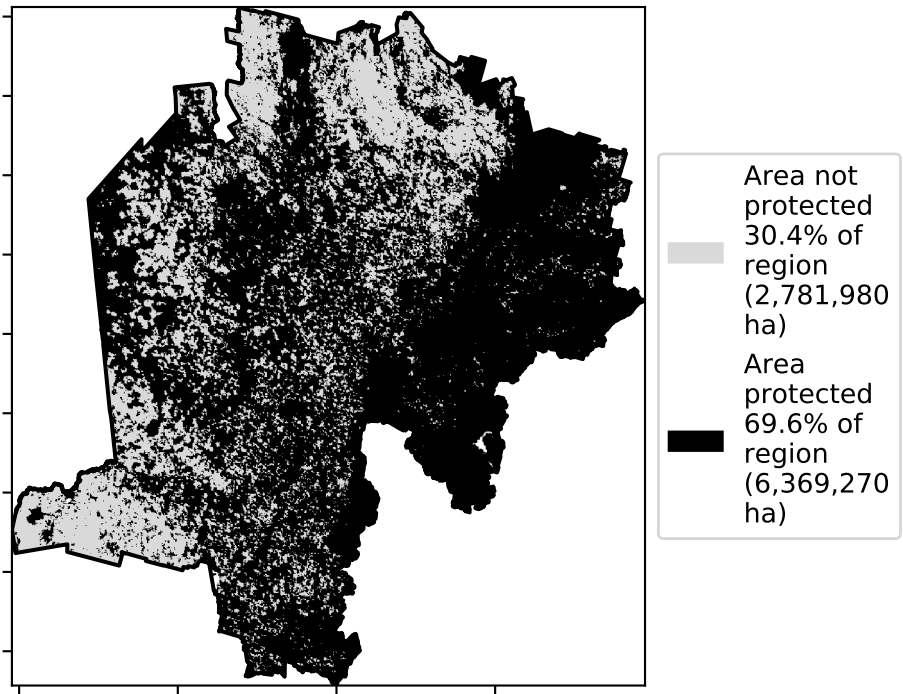 Area not
protected
30.4% of
region
(2,781,980
ha)
Area
protected
69.6% of
region
(6,369,270
ha)